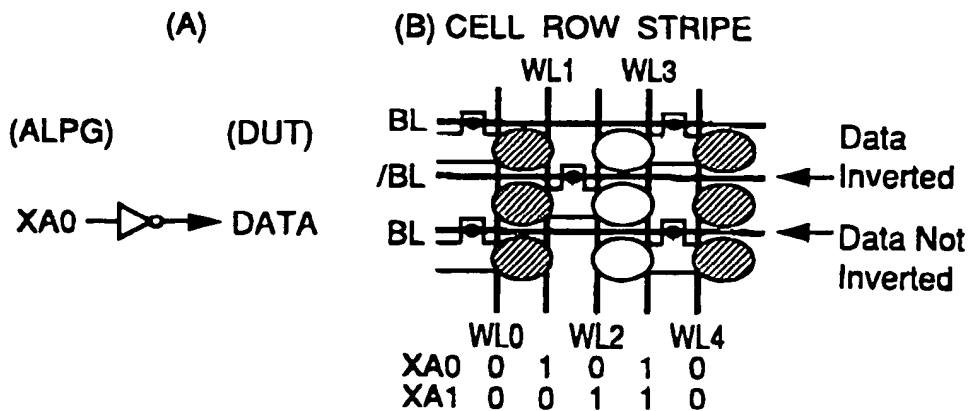 (A)
(ALPG) (DUT)
XA0 DATA
(B) CELL ROW STRIPE
WL1 WL3
BL
/BL
BL
Data
Inverted
Data Not
Inverted
WL0 WL2 WL4
XA0 0 1 0 1 0
XA1 0 0 1 1 0